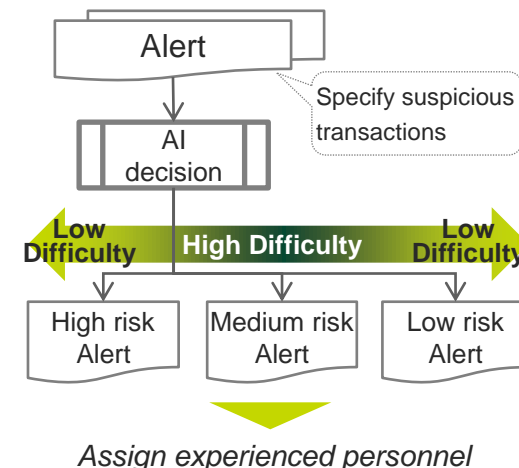 Alert
Specify suspicious
transactions
AI
decision
Low
Difficulty
High Difficulty
Low
Difficulty
High risk
Alert
Medium risk
Alert
Low risk
Alert
Assign experienced personnel